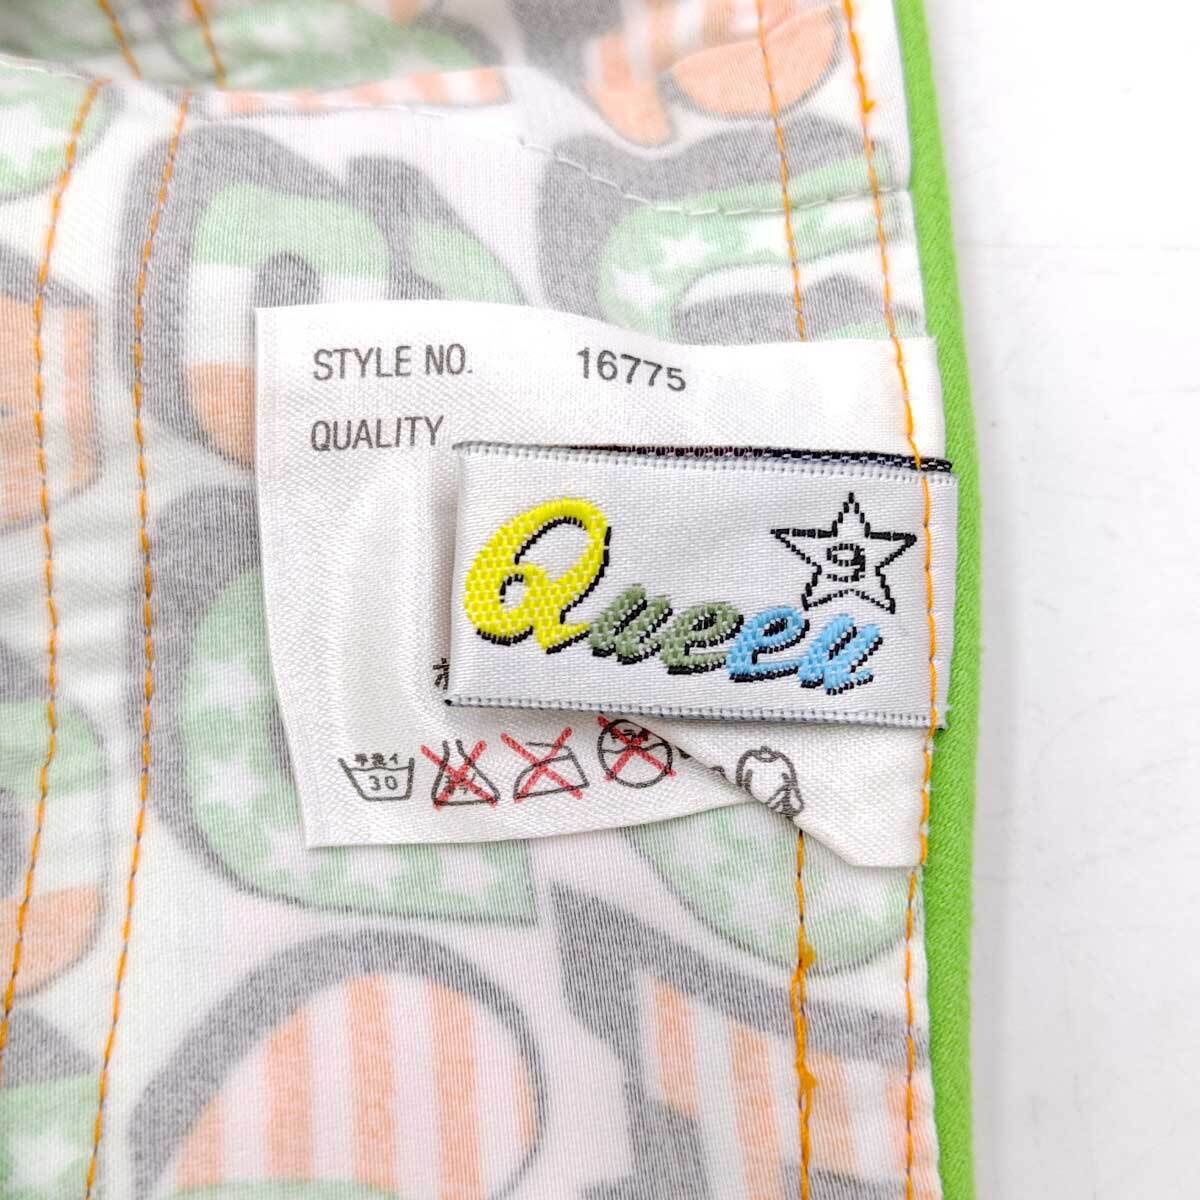 STYLE NO. 16775
QUALITY
9
Queen
手洗イ
30